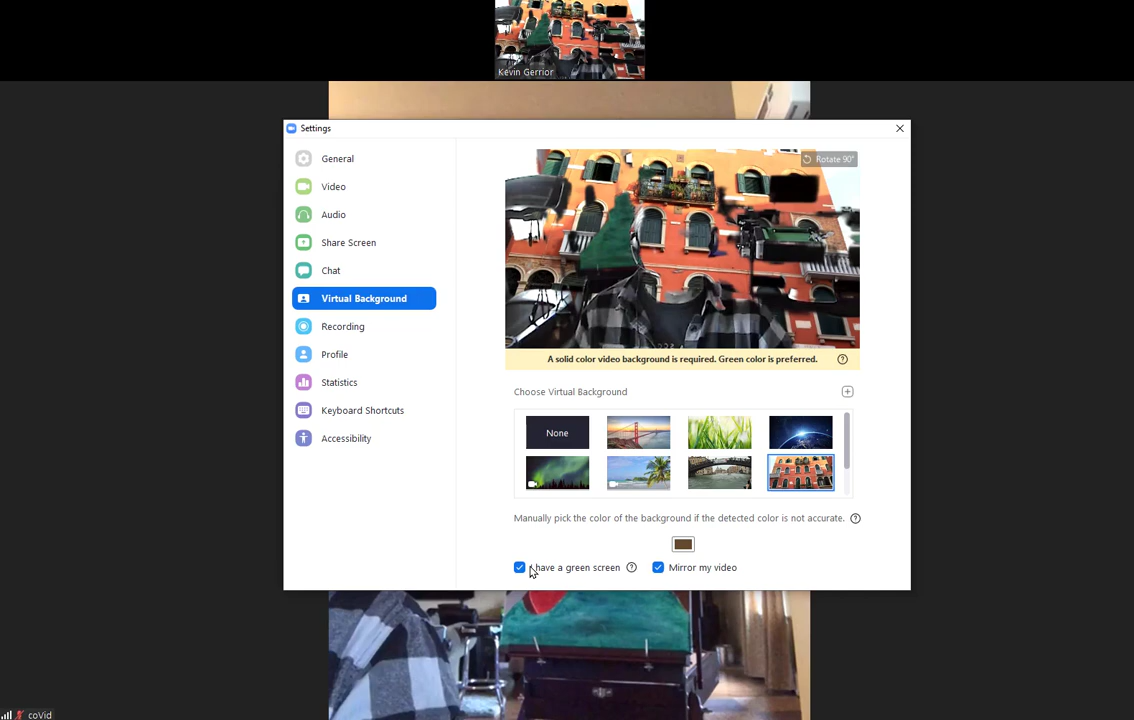 Kevin Gerrior
Settings
General
Video
Audio
Share Screen
Chat
Virtual Background
Recording
Profile
Statistics
Keyboard Shortcuts
Accessibility
Rotate 90°
A solid color video background is required. Green color is preferred.
Choose Virtual Background
None
Manually pick the color of the background if the detected color is not accurate.
I have a green screen
Mirror my video
coVid